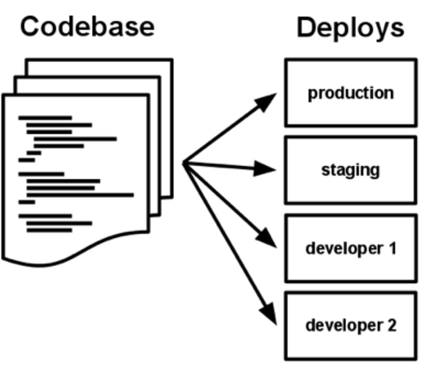 Codebase
Deploys
production
staging
developer 1
developer 2